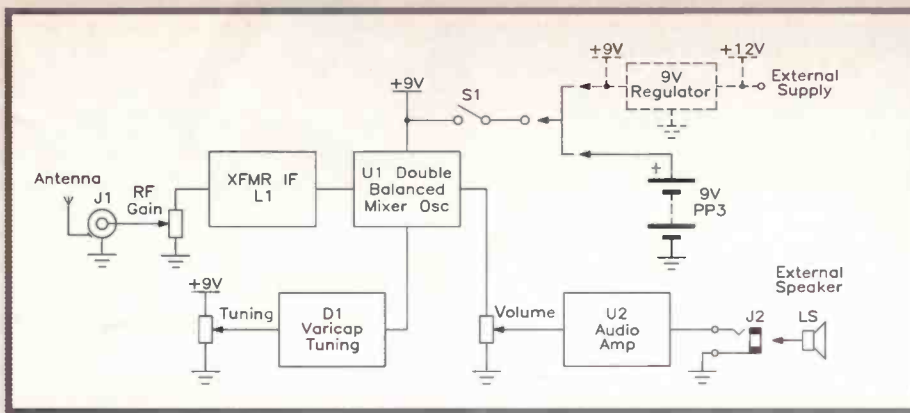 +9V
+12V
9V
Regulator
External
Supply
+9V
S1
Antenna
J1
RF
Gain
XFMR IF
L1
U1 Double
Balanced
Mixer Osc
+
9V
PP3
+9V
Tuning
D1
Varicap
Tuning
Volume
U2
Audio
Amp
External
Speaker
J2
LS